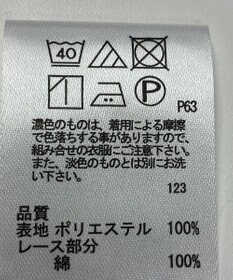 40
P
P63
濃色のものは、着用による摩擦
で色落ちする事がありますので、
組み合せの衣服にご注意下さい。
また、淡色のものとは別にお洗
い下さい。
123
品質
表地 ポリエステル 100%
レース部分
綿 100%